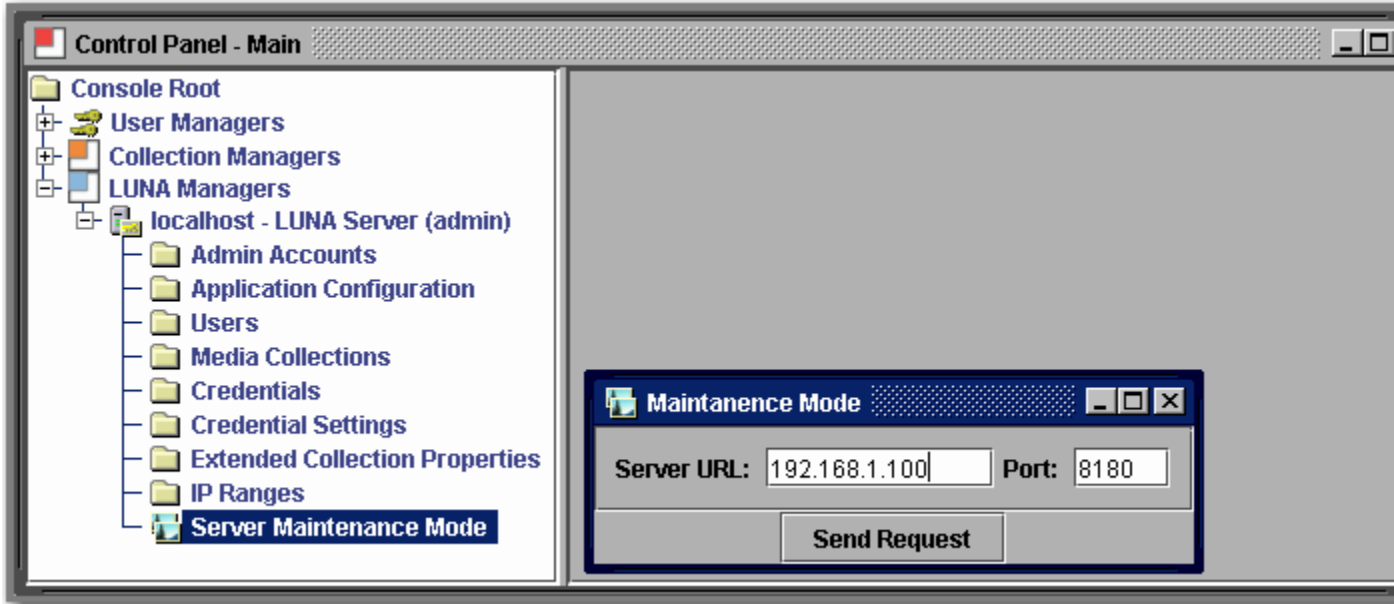 Control Panel - Main
Console Root
User Managers
Collection Managers
LUNA Managers
localhost - LUNA Server (admin)
Admin Accounts
Application Configuration
Users
Media Collections
Credentials
Credential Settings
Extended Collection Properties
IP Ranges
Server Maintenance Mode
Maintanence Mode
Server URL: 192.168.1.100 Port: 8180
Send Request